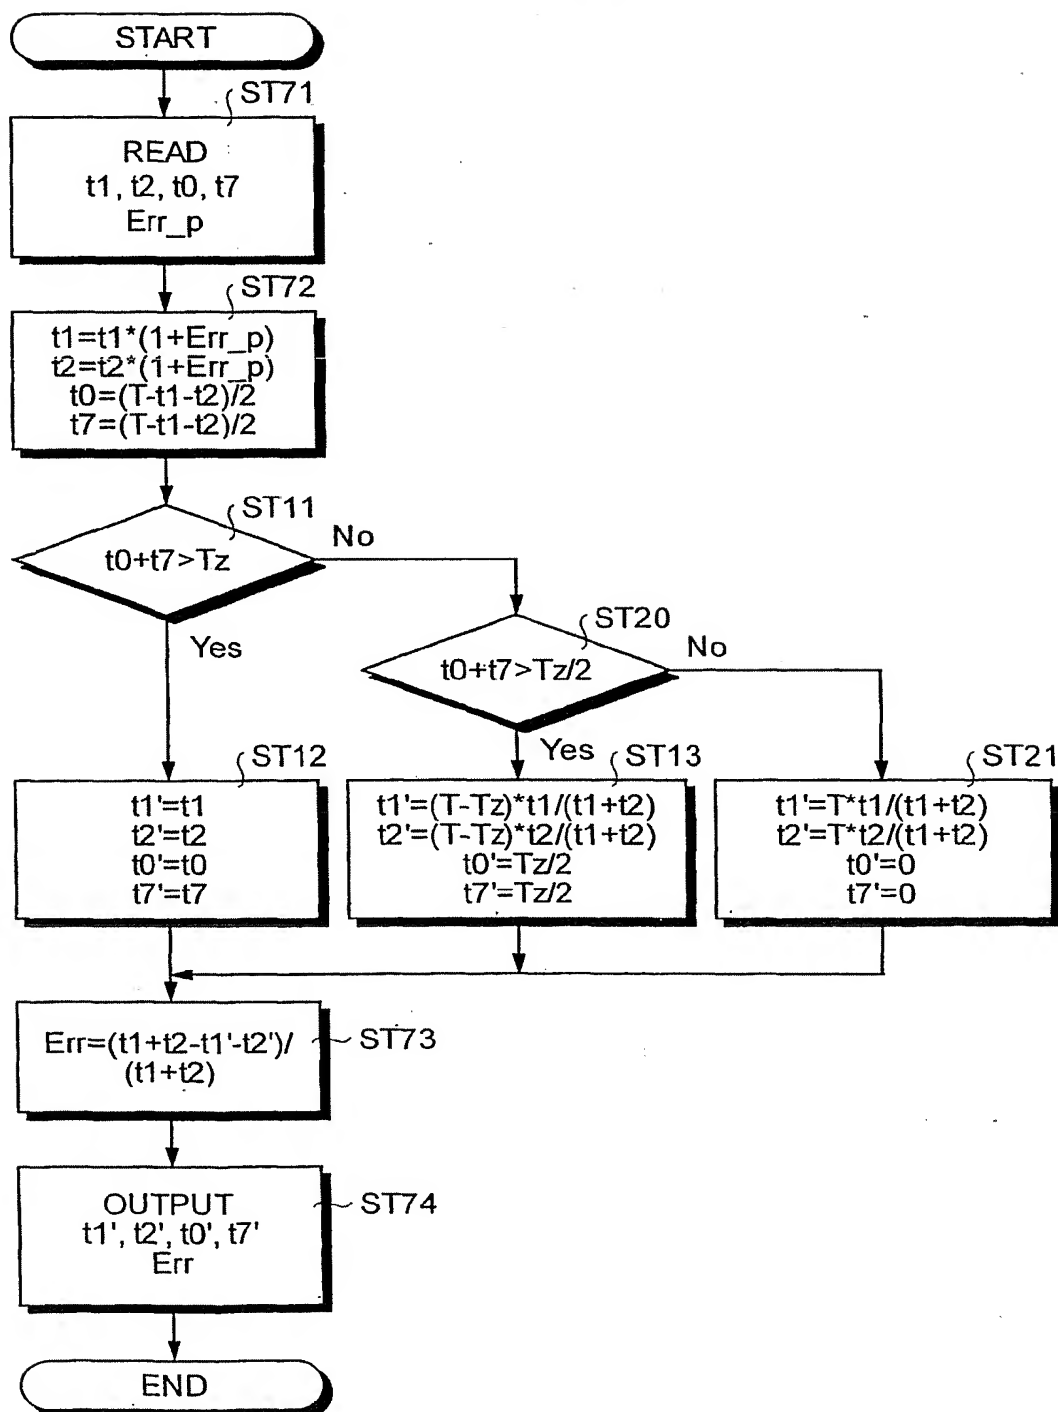 START
ST71
READ
t1, t2, t0, t7
Err_p
ST72
t1=t1*(1+Err_p)
t2=t2*(1+Err_p)
t0=(T-t1-t2)/2
t7=(T-t1-t2)/2
ST11
t0+t7>Tz
No
Yes
ST20
t0+t7>Tz/2
No
Yes
ST12
t1'=t1
t2'=t2
t0'=t0
t7'=t7
ST13
t1'=(T-Tz)*t1/(t1+t2)
t2'=(T-Tz)*t2/(t1+t2)
t0'=Tz/2
t7'=Tz/2
ST21
t1'=T*t1/(t1+t2)
t2'=T*t2/(t1+t2)
t0'=0
t7'=0
Err=(t1+t2-t1'-t2')/
(t1+t2)
ST73
OUTPUT
t1', t2', t0', t7'
Err
ST74
END